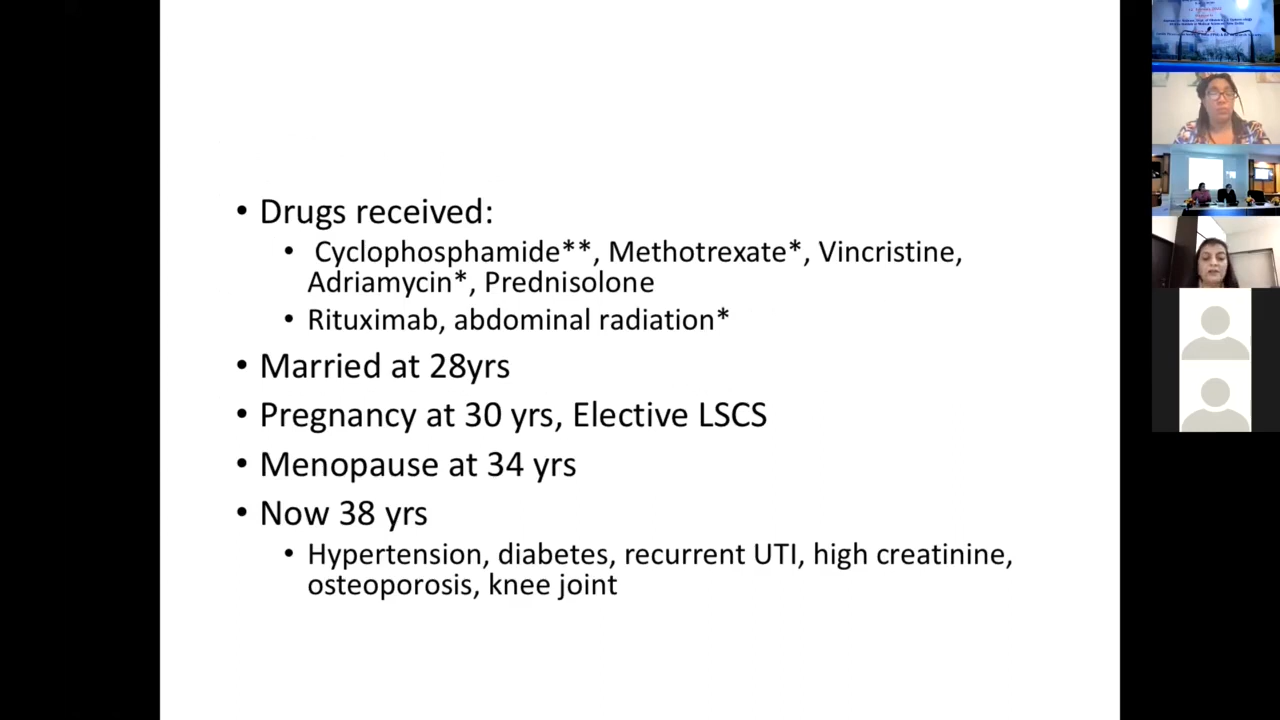 • Drugs received:
• Cyclophosphamide**, Methotrexate*, Vincristine,
Adriamycin*, Prednisolone
• Rituximab, abdominal radiation*
• Married at 28yrs
• Pregnancy at 30 yrs, Elective LSCS
• Menopause at 34 yrs
• Now 38 yrs
• Hypertension, diabetes, recurrent UTI, high creatinine,
osteoporosis, knee joint